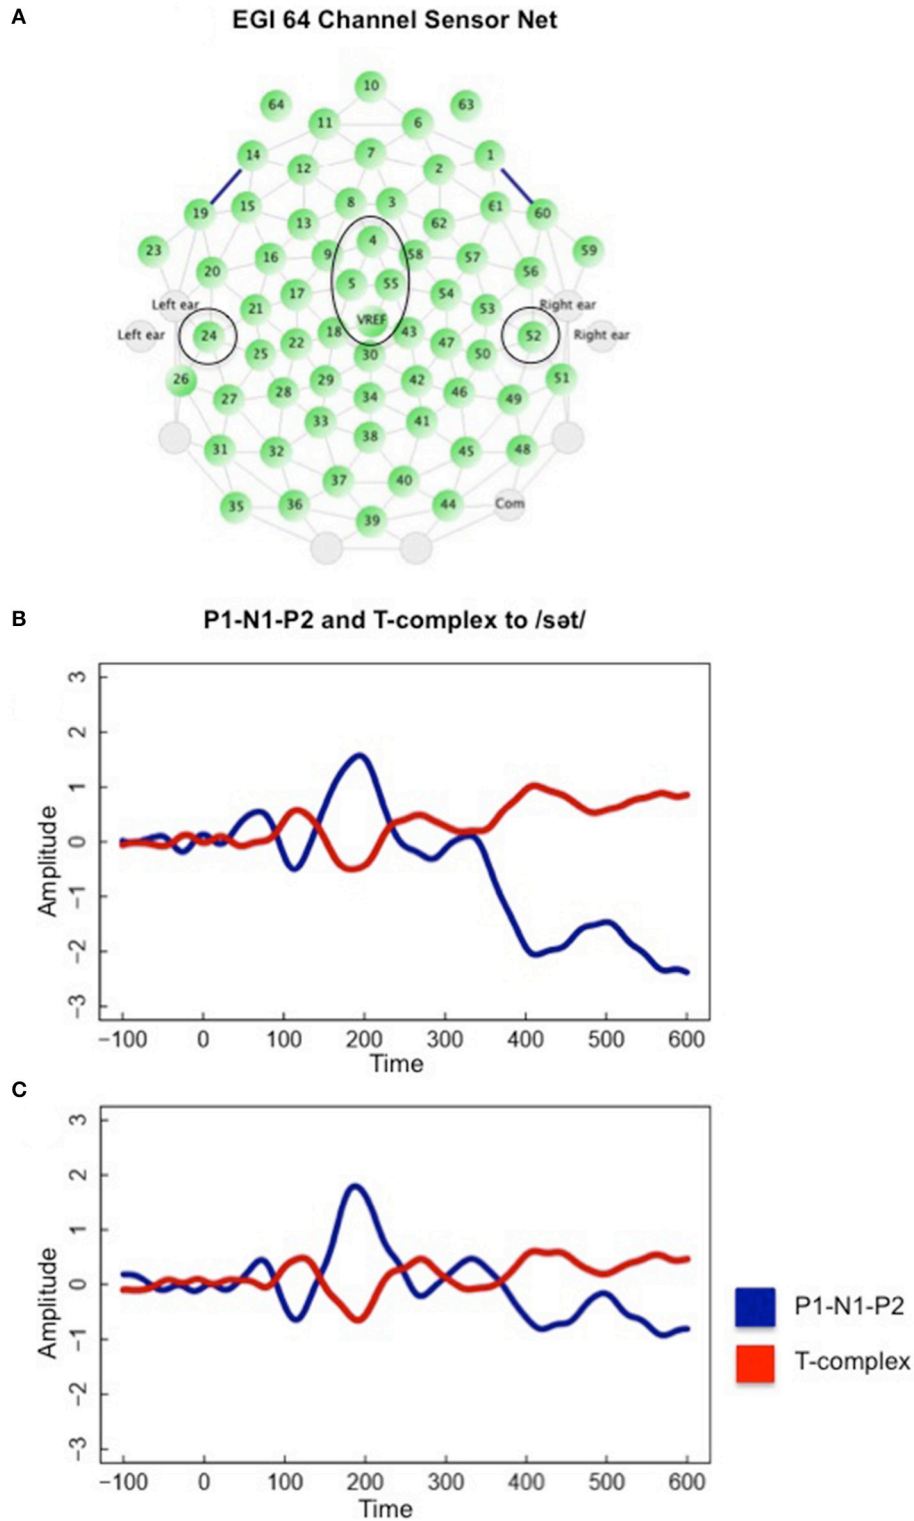 A
EGI 64 Channel Sensor Net
10
64 63
11 6
14 7 1
12 2
19 15 8 3 61 60
13 62
23 4 59
16 9 58 57
20 56
5 55
17 54
Left ear 21 53 Right ear
VREF
Left ear 24 18 43 52 Right ear
22 47
25 30 50
26 29 42 51
28 46
27 34 49
33 41
38
31 32 45 48
37 40
35 36 44 Com
39
B
P1-N1-P2 and T-complex to /sət/
3
2
1
0
−1
−2
−3
Amplitude
−100 0 100 200 300 400 500 600
Time
C
3
2
1
0
−1
−2
−3
Amplitude
−100 0 100 200 300 400 500 600
Time
P1-N1-P2
T-complex